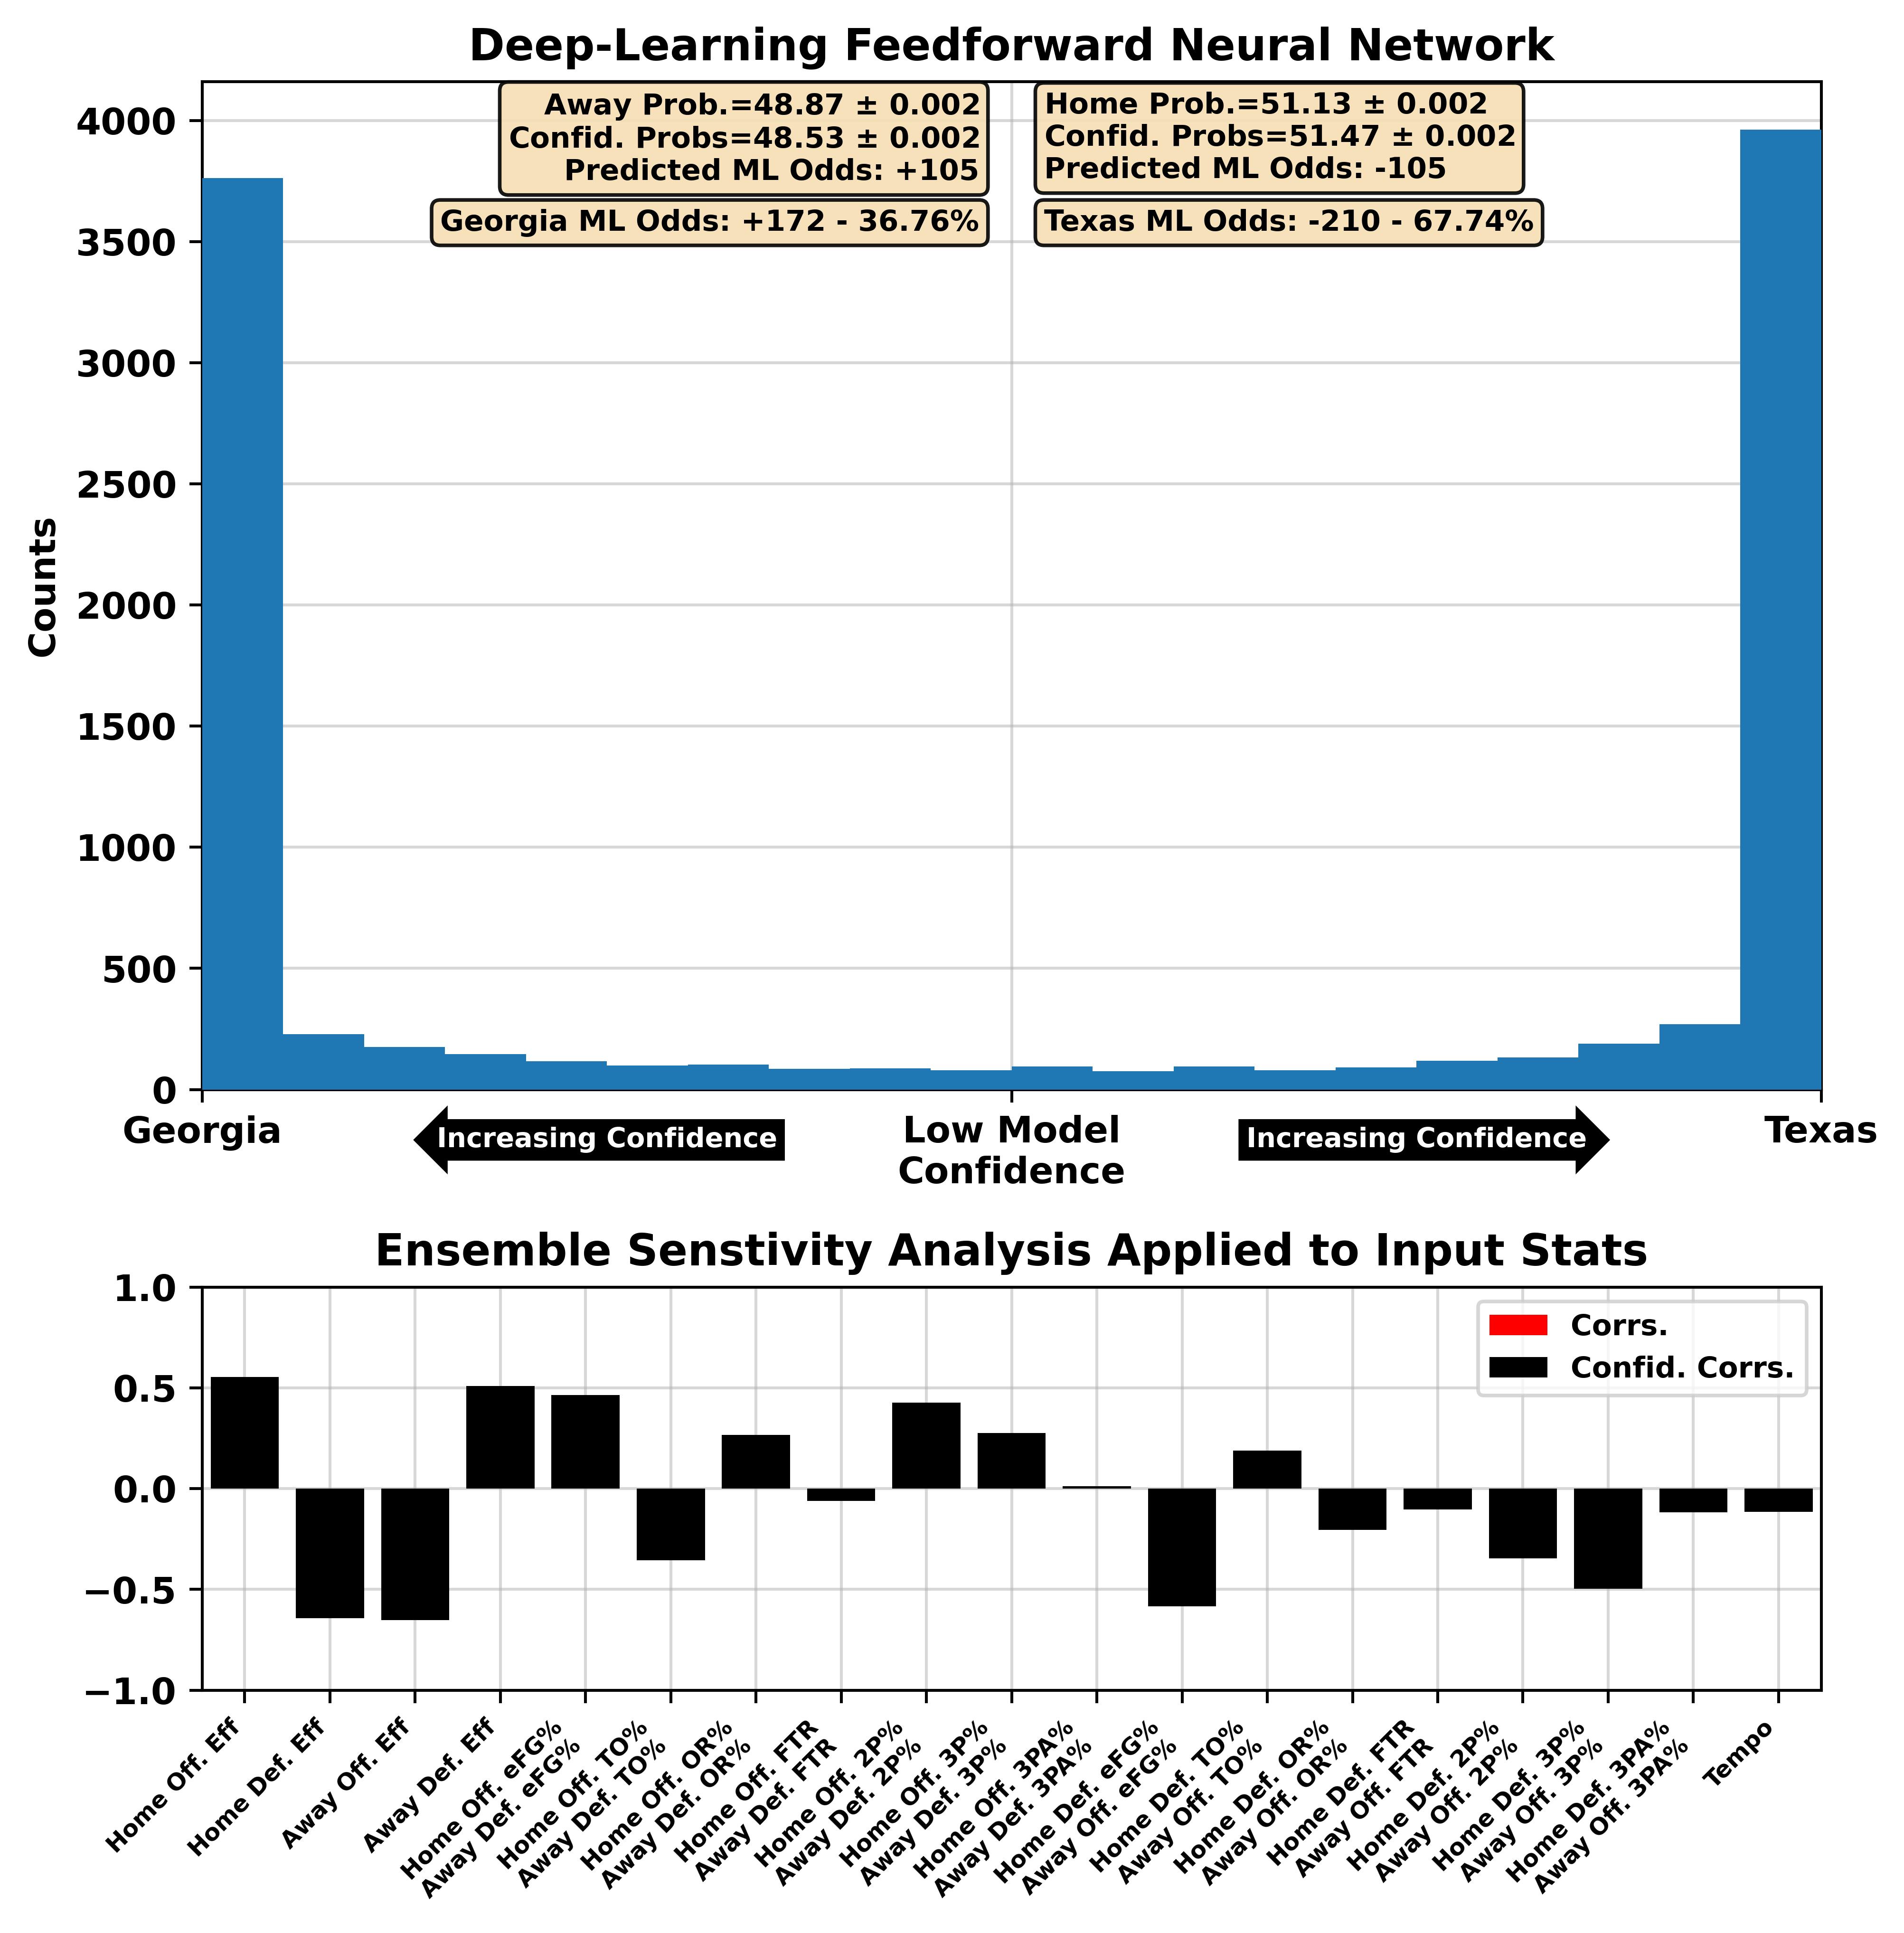 Deep-Learning Feedforward Neural Network
Away Prob.=48.87 ± 0.002
Confid. Probs=48.53 ± 0.002
Predicted ML Odds: +105
Home Prob.=51.13 ± 0.002
Confid. Probs=51.47 ± 0.002
Predicted ML Odds: -105
Georgia ML Odds: +172 - 36.76%
Texas ML Odds: -210 - 67.74%
4000
3500
3000
2500
2000
1500
1000
500
0
Counts
Georgia
Increasing Confidence
Low Model
Confidence
Increasing Confidence
Texas
Ensemble Senstivity Analysis Applied to Input Stats
1.0
0.5
0.0
−0.5
−1.0
Corrs.
Confid. Corrs.
Home Off. Eff
Home Def. Eff
Away Off. Eff
Away Def. Eff
Home Off. eFG%
Away Def. eFG%
Home Off. TO%
Away Def. TO%
Home Off. OR%
Away Def. OR%
Home Off. FTR
Away Def. FTR
Home Off. 2P%
Away Def. 2P%
Home Off. 3P%
Away Def. 3P%
Home Off. 3PA%
Away Def. 3PA%
Home Def. eFG%
Away Off. eFG%
Home Def. TO%
Away Off. TO%
Home Def. OR%
Away Off. OR%
Home Def. FTR
Away Off. FTR
Home Def. 2P%
Away Off. 2P%
Home Def. 3P%
Away Off. 3P%
Home Def. 3PA%
Away Off. 3PA%
Tempo